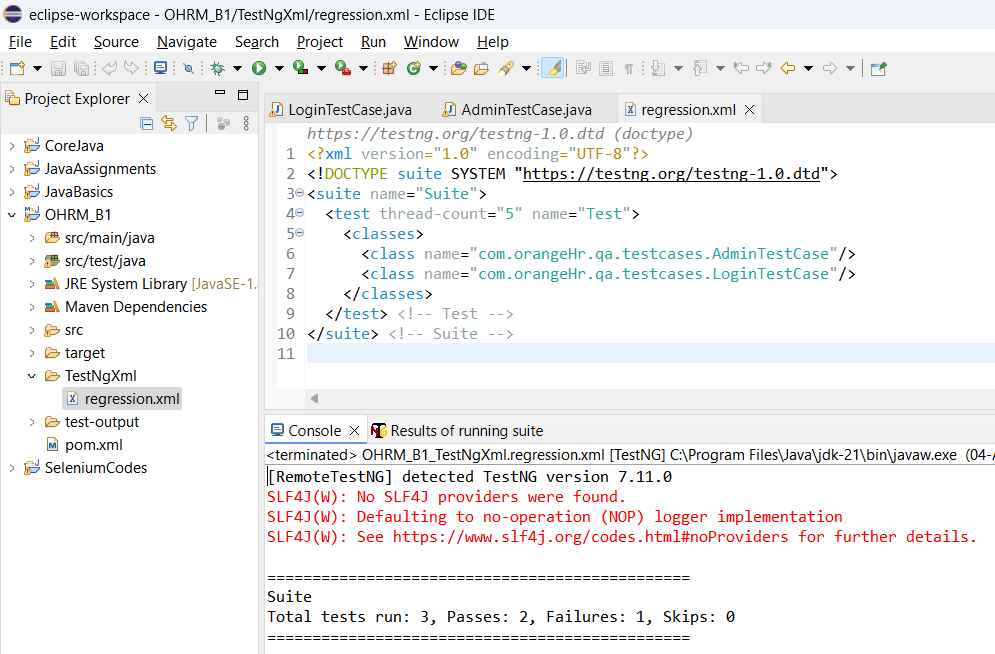 eclipse-workspace - OHRM_B1/TestNgXml/regression.xml - Eclipse IDE
File Edit Source Navigate Search Project Run Window Help
Project Explorer
CoreJava
JavaAssignments
JavaBasics
OHRM_B1
src/main/java
src/test/java
JRE System Library [JavaSE-1.
Maven Dependencies
src
target
TestNgXml
regression.xml
test-output
pom.xml
SeleniumCodes
LoginTestCase.java AdminTestCase.java regression.xml
https://testng.org/testng-1.0.dtd (doctype)
1 <?xml version="1.0" encoding="UTF-8"?>
2 <!DOCTYPE suite SYSTEM "https://testng.org/testng-1.0.dtd">
3 <suite name="Suite">
4 <test thread-count="5" name="Test">
5 <classes>
6 <class name="com.orangeHr.qa.testcases.AdminTestCase"/>
7 <class name="com.orangeHr.qa.testcases.LoginTestCase"/>
8 </classes>
9 </test> <!-- Test -->
10 </suite> <!-- Suite -->
11
Console Results of running suite
<terminated> OHRM_B1_TestNgXml.regression.xml [TestNG] C:\Program Files\Java\jdk-21\bin\javaw.exe (04-A
[RemoteTestNG] detected TestNG version 7.11.0
SLF4J(W): No SLF4J providers were found.
SLF4J(W): Defaulting to no-operation (NOP) logger implementation
SLF4J(W): See https://www.slf4j.org/codes.html#noProviders for further details.
===============================================
Suite
Total tests run: 3, Passes: 2, Failures: 1, Skips: 0
===============================================